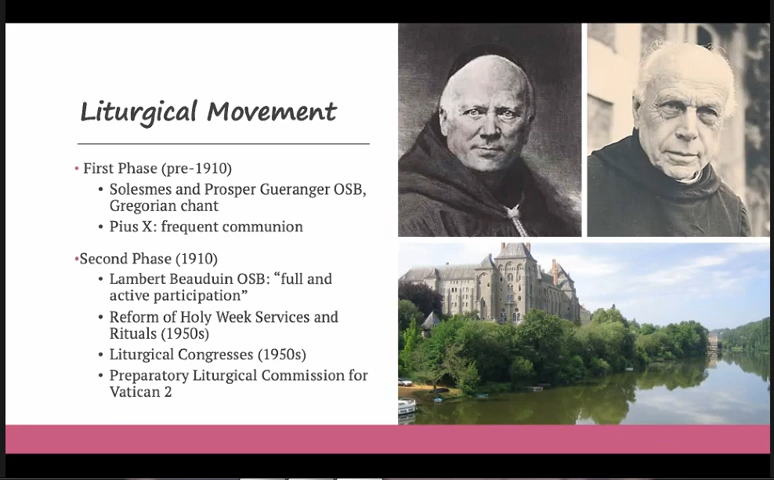 Liturgical Movement
• First Phase (pre-1910)
• Solesmes and Prosper Gueranger OSB,
Gregorian chant
• Pius X: frequent communion
•Second Phase (1910)
• Lambert Beauduin OSB: “full and
active participation”
• Reform of Holy Week Services and
Rituals (1950s)
• Liturgical Congresses (1950s)
• Preparatory Liturgical Commission for
Vatican 2